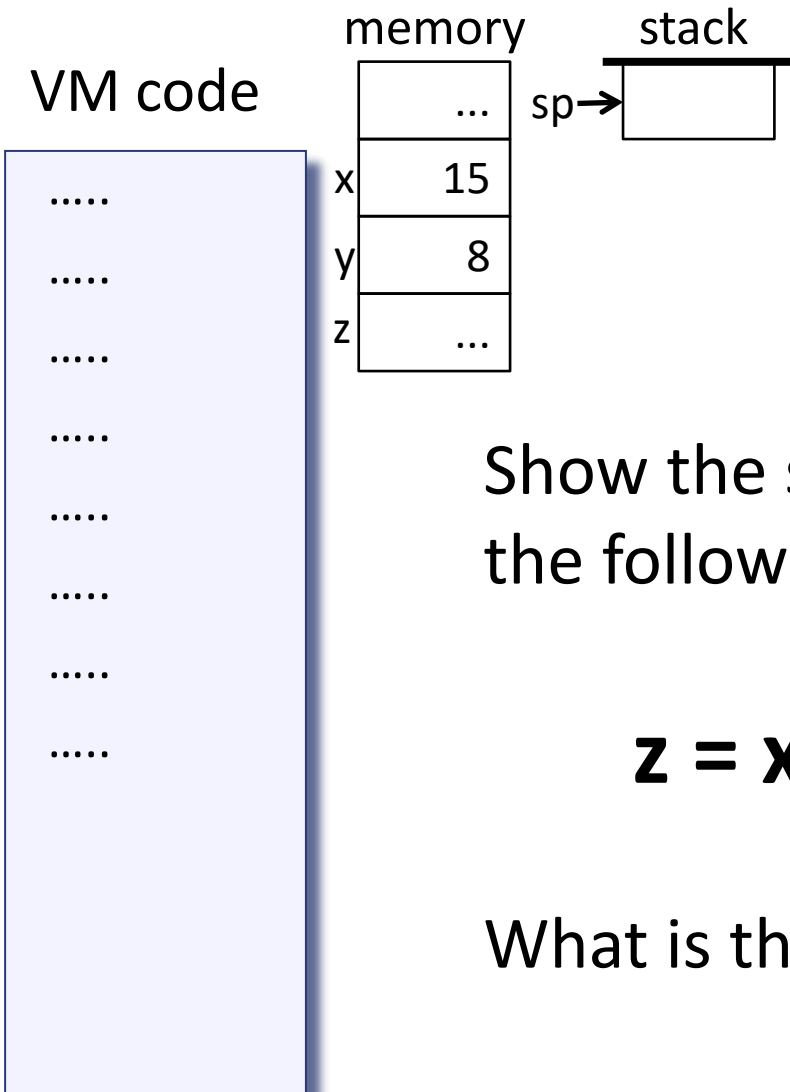 memory
stack
VM code
...
sp
x
15
y
8
z
...
.....
.....
.....
.....
.....
.....
.....
.....
Show the
the follow
z = x
What is th